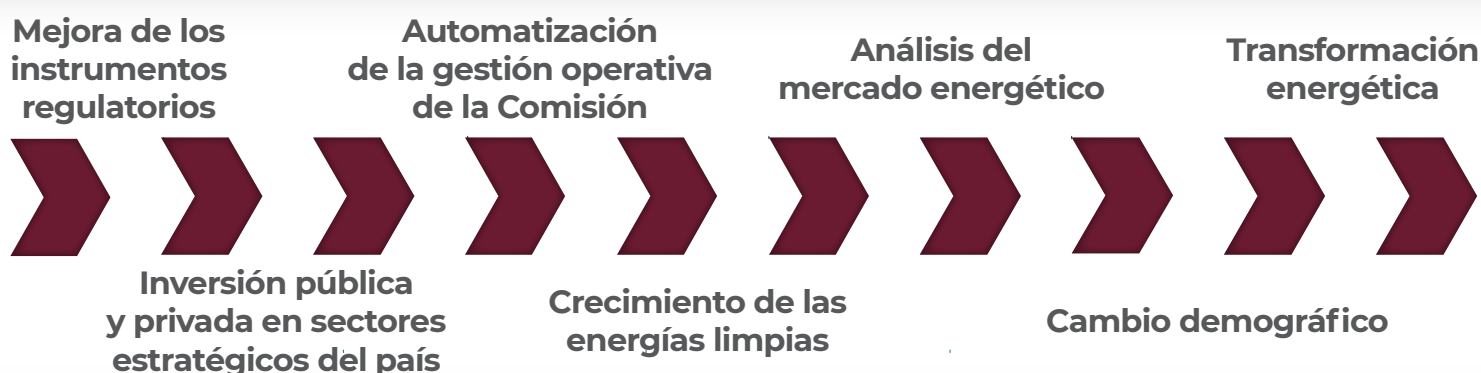 Mejora de los
instrumentos
regulatorios
Automatización
de la gestión operativa
de la Comisión
Análisis del
mercado energético
Transformación
energética
Inversión pública
y privada en sectores
estratégicos del país
Crecimiento de las
energías limpias
Cambio demográfico